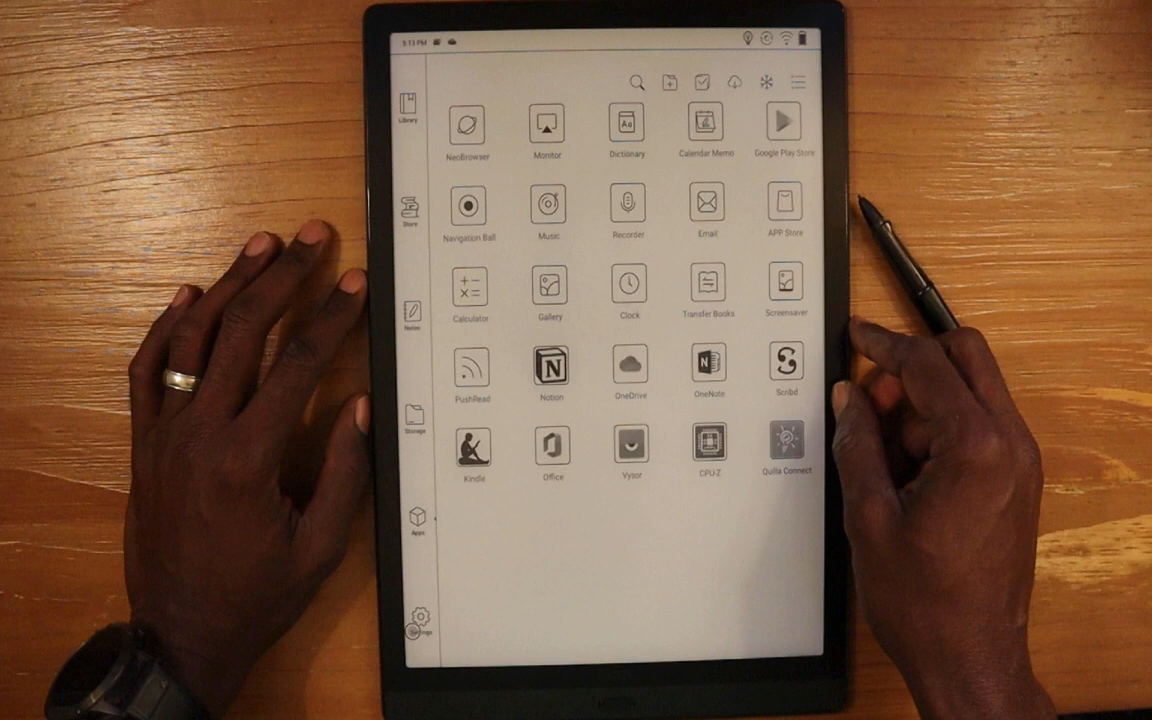 5:13 PM
Library
Store
Notes
Storage
Apps
NeoBrowser Monitor Dictionary Calendar Memo Google Play Store
Navigation Ball Music Recorder Email APP Store
Calculator Gallery Clock Transfer Books Screensaver
PushRead Notion OneDrive OneNote Scribd
Kindle Office Vysor CPU-Z Quilla Connect